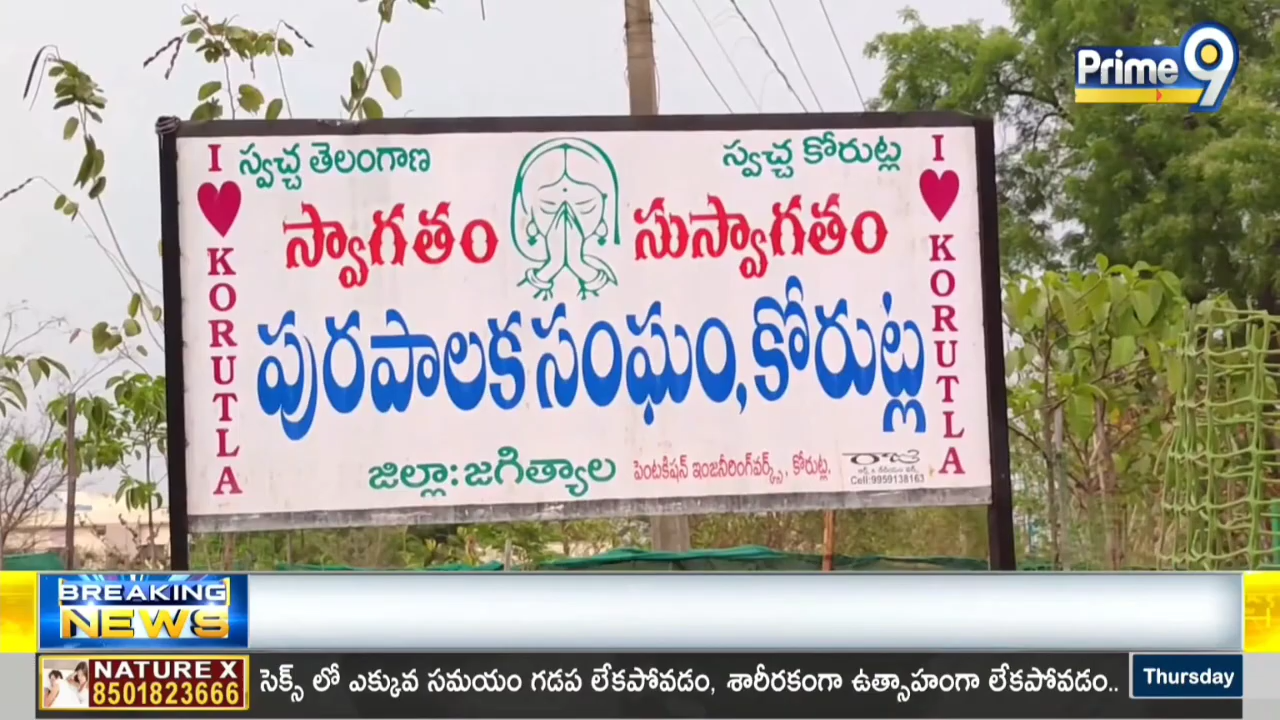 Prime9
I ♥ KORUTLA
స్వచ్ఛ తెలంగాణ
స్వచ్ఛ కోరుట్ల
I ♥ KORUTLA
స్వాగతం సుస్వాగతం
పురపాలక సంఘం, కోరుట్ల
జిల్లా: జగిత్యాల
పెంటకిషన్ ఇంజనీరింగ్‌వర్క్స్, కోరుట్ల.
Cell:9959138163
BREAKING
NEWS
NATURE X
8501823666
సెక్స్ లో ఎక్కువ సమయం గడప లేకపోవడం, శారీరకంగా ఉత్సాహంగా లేకపోవడం..
Thursday